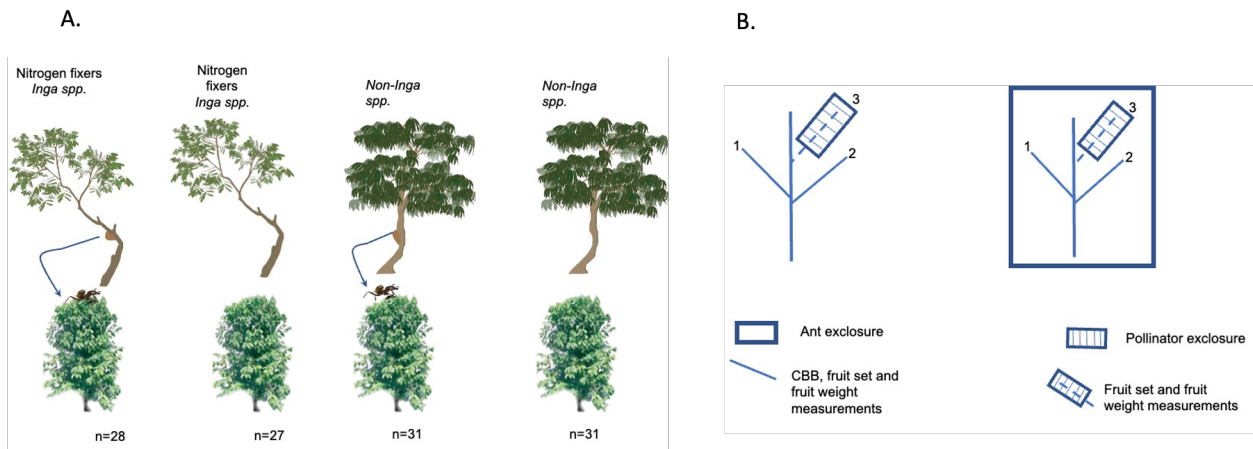 A.
B.
Nitrogen fixers
Inga spp.
Nitrogen
fixers
Inga spp.
Non-Inga
spp.
Non-Inga
spp.
n=28
n=27
n=31
n=31
1
2
3
1
2
3
Ant exclosure
Pollinator exclosure
CBB, fruit set and
fruit weight
measurements
Fruit set and fruit
weight measurements